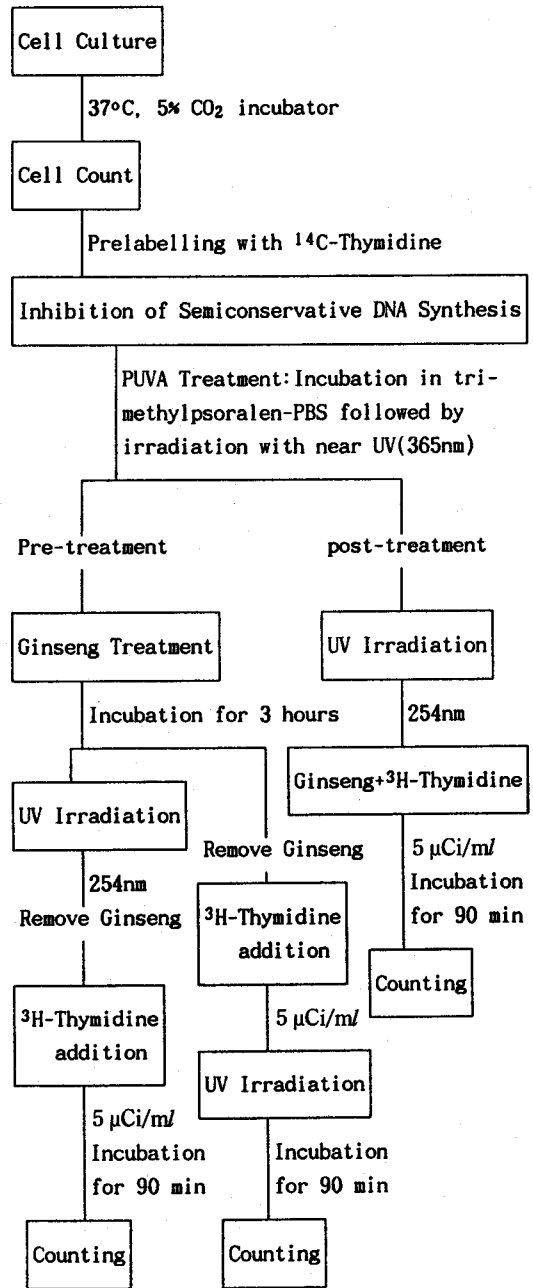 Cell Culture
37°C, 5% CO₂ incubator
Cell Count
Prelabelling with ¹⁴C-Thymidine
Inhibition of Semiconservative DNA Synthesis
PUVA Treatment:Incubation in tri-
methylpsoralen-PBS followed by
irradiation with near UV(365nm)
Pre-treatment
post-treatment
Ginseng Treatment
UV Irradiation
Incubation for 3 hours
254nm
Ginseng+³H-Thymidine
UV Irradiation
Remove Ginseng
5 μCi/ml
Incubation
for 90 min
254nm
Remove Ginseng
³H-Thymidine
addition
Counting
³H-Thymidine
addition
5 μCi/ml
UV Irradiation
5 μCi/ml
Incubation
for 90 min
Incubation
for 90 min
Counting
Counting